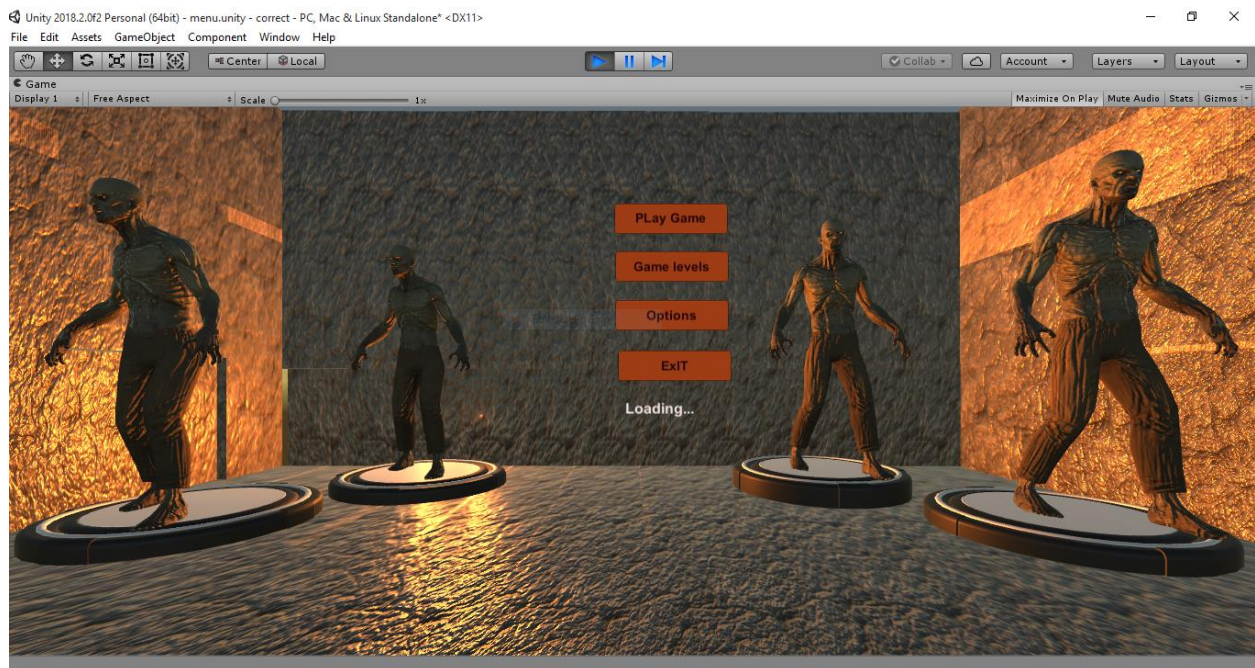 Unity 2018.2.0f2 Personal (64bit) - menu.unity - correct - PC, Mac & Linux Standalone* <DX11>
File Edit Assets GameObject Component Window Help
Center Local Collab Account Layers Layout
Game
Display 1 Free Aspect Scale 1x Maximize On Play Mute Audio Stats Gizmos
PLay Game
Game levels
Options
ExIT
Loading...